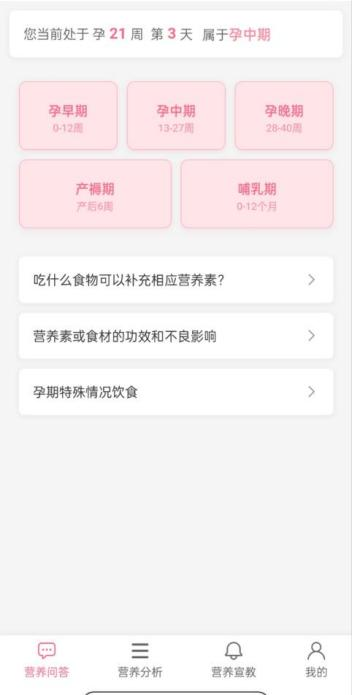 您当前处于 孕 21 周 第 3 天 属于孕中期
孕早期
0-12周
孕中期
13-27周
孕晚期
28-40周
产褥期
产后6周
哺乳期
0-12个月
吃什么食物可以补充相应营养素?
营养素或食材的功效和不良影响
孕期特殊情况饮食
营养问答
营养分析
营养宣教
我的